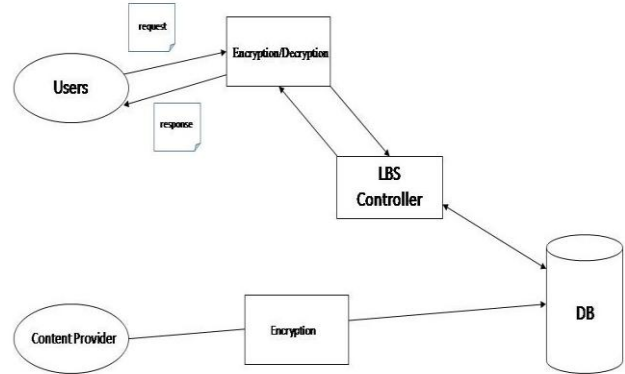 request
Encryption/Decryption
Users
response
LBS
Controller
DB
Content Provider
Encryption